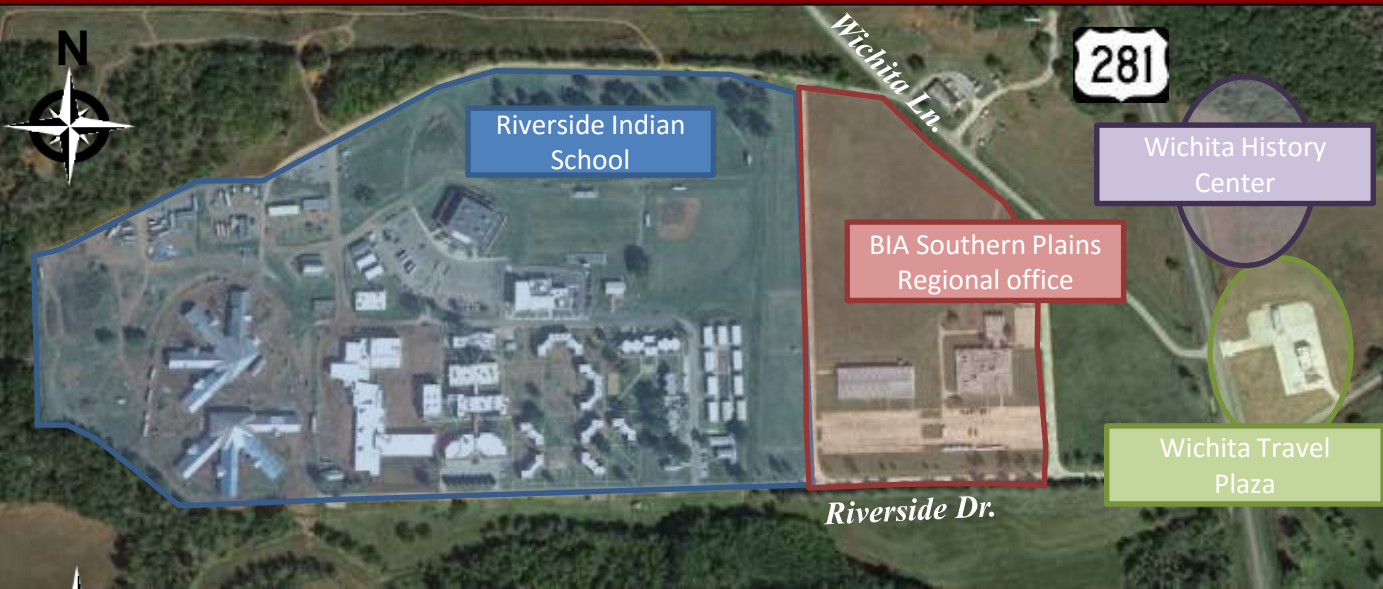 N
Wichita Ln.
281
Riverside Indian
School
Wichita History
Center
BIA Southern Plains
Regional office
Wichita Travel
Plaza
Riverside Dr.